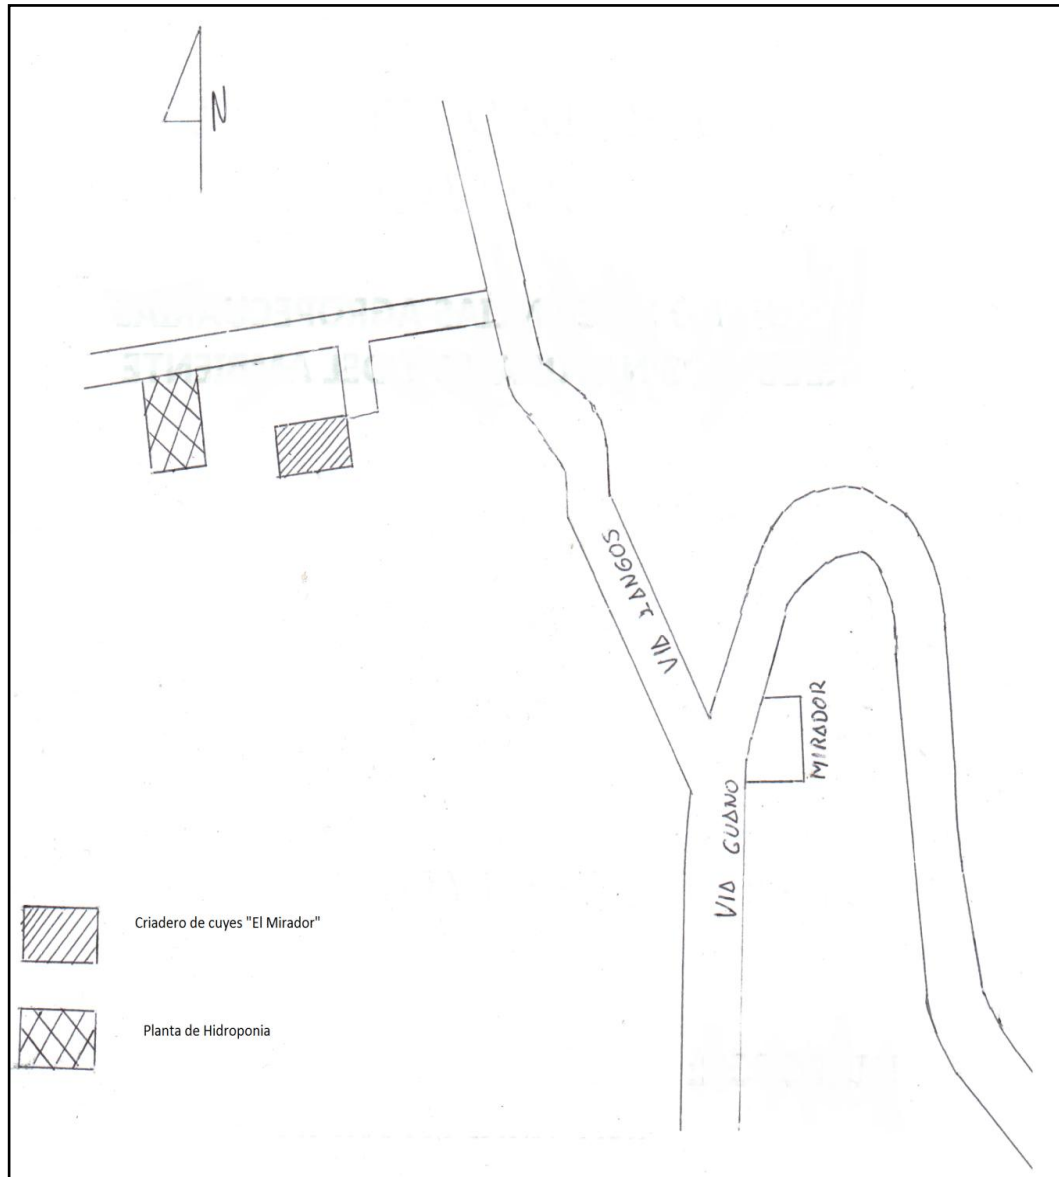 N
VIA LANGOS
MIRADOR
VIA GUANO
Criadero de cuyes "El Mirador"
Planta de Hidroponia